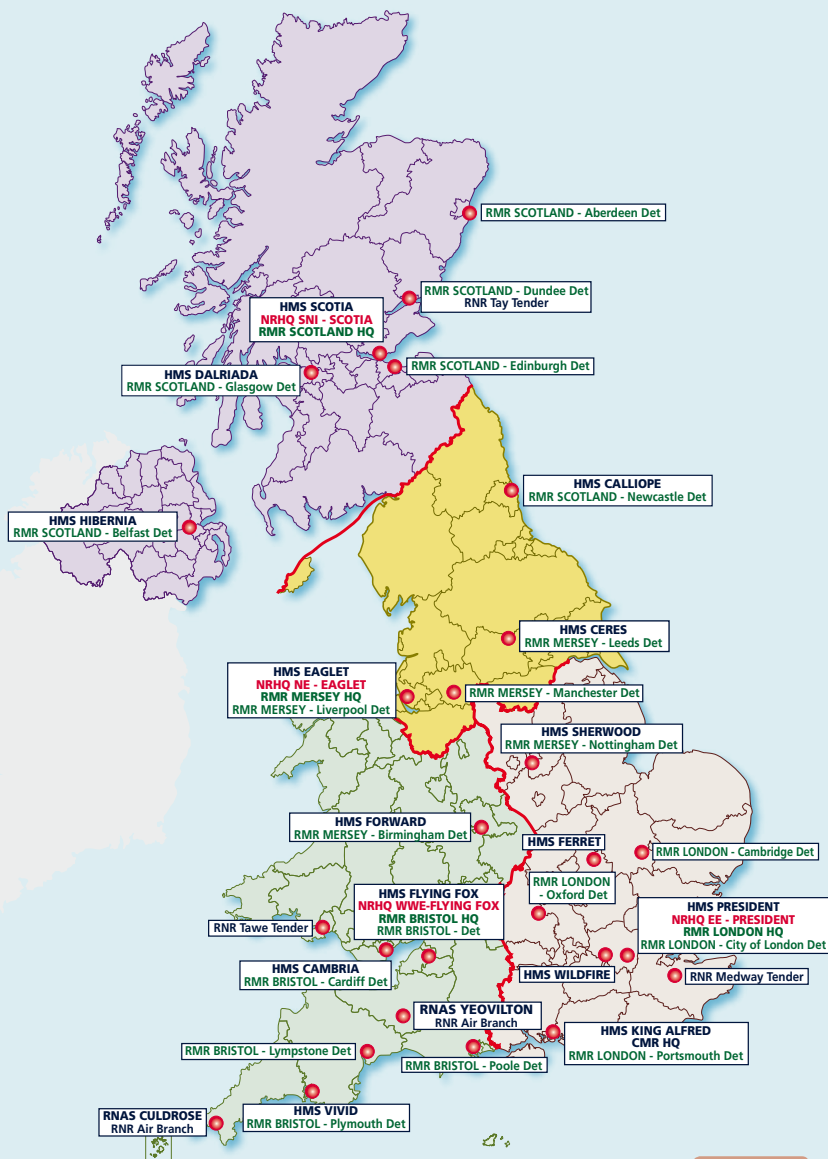 RMR SCOTLAND - Aberdeen Det
RMR SCOTLAND - Dundee Det
RNR Tay Tender
HMS SCOTIA
NRHQ SNI - SCOTIA
RMR SCOTLAND HQ
RMR SCOTLAND - Edinburgh Det
HMS DALRIADA
RMR SCOTLAND - Glasgow Det
HMS CALLIOPE
RMR SCOTLAND - Newcastle Det
HMS HIBERNIA
RMR SCOTLAND - Belfast Det
HMS CERES
RMR MERSEY - Leeds Det
HMS EAGLET
NRHQ NE - EAGLET
RMR MERSEY HQ
RMR MERSEY - Liverpool Det
RMR MERSEY - Manchester Det
HMS SHERWOOD
RMR MERSEY - Nottingham Det
HMS FORWARD
RMR MERSEY - Birmingham Det
HMS FERRET
RMR LONDON - Cambridge Det
RMR LONDON
- Oxford Det
HMS FLYING FOX
NRHQ WWE-FLYING FOX
RMR BRISTOL HQ
RMR BRISTOL - Det
HMS PRESIDENT
NRHQ EE - PRESIDENT
RMR LONDON HQ
RMR LONDON - City of London Det
RNR Tawe Tender
HMS CAMBRIA
RMR BRISTOL - Cardiff Det
HMS WILDFIRE
RNR Medway Tender
RNAS YEOVILTON
RNR Air Branch
HMS KING ALFRED
CMR HQ
RMR LONDON - Portsmouth Det
RMR BRISTOL - Lympstone Det
RMR BRISTOL - Poole Det
HMS VIVID
RMR BRISTOL - Plymouth Det
RNAS CULDROSE
RNR Air Branch